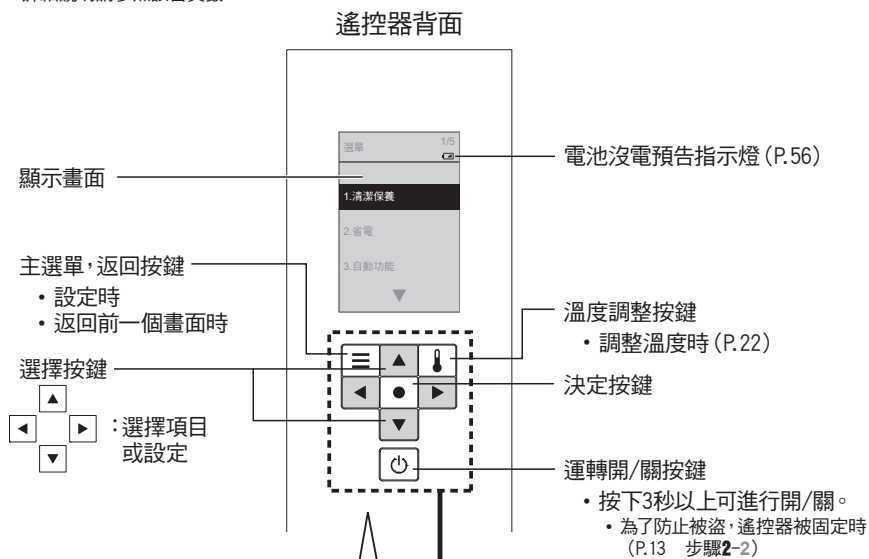 遙控器背面
選單 1/5
1.清潔保養
2.省電
3.自動功能
顯示畫面
主選單，返回按鍵
・設定時
・返回前一個畫面時
選擇按鍵
：選擇項目
或設定
電池沒電預告指示燈(P.56)
溫度調整按鍵
・調整溫度時(P.22)
決定按鍵
運轉開/關按鍵
・按下3秒以上可進行開/關。
・為了防止被盜，遙控器被固定時
(P.13 步驟2-2)